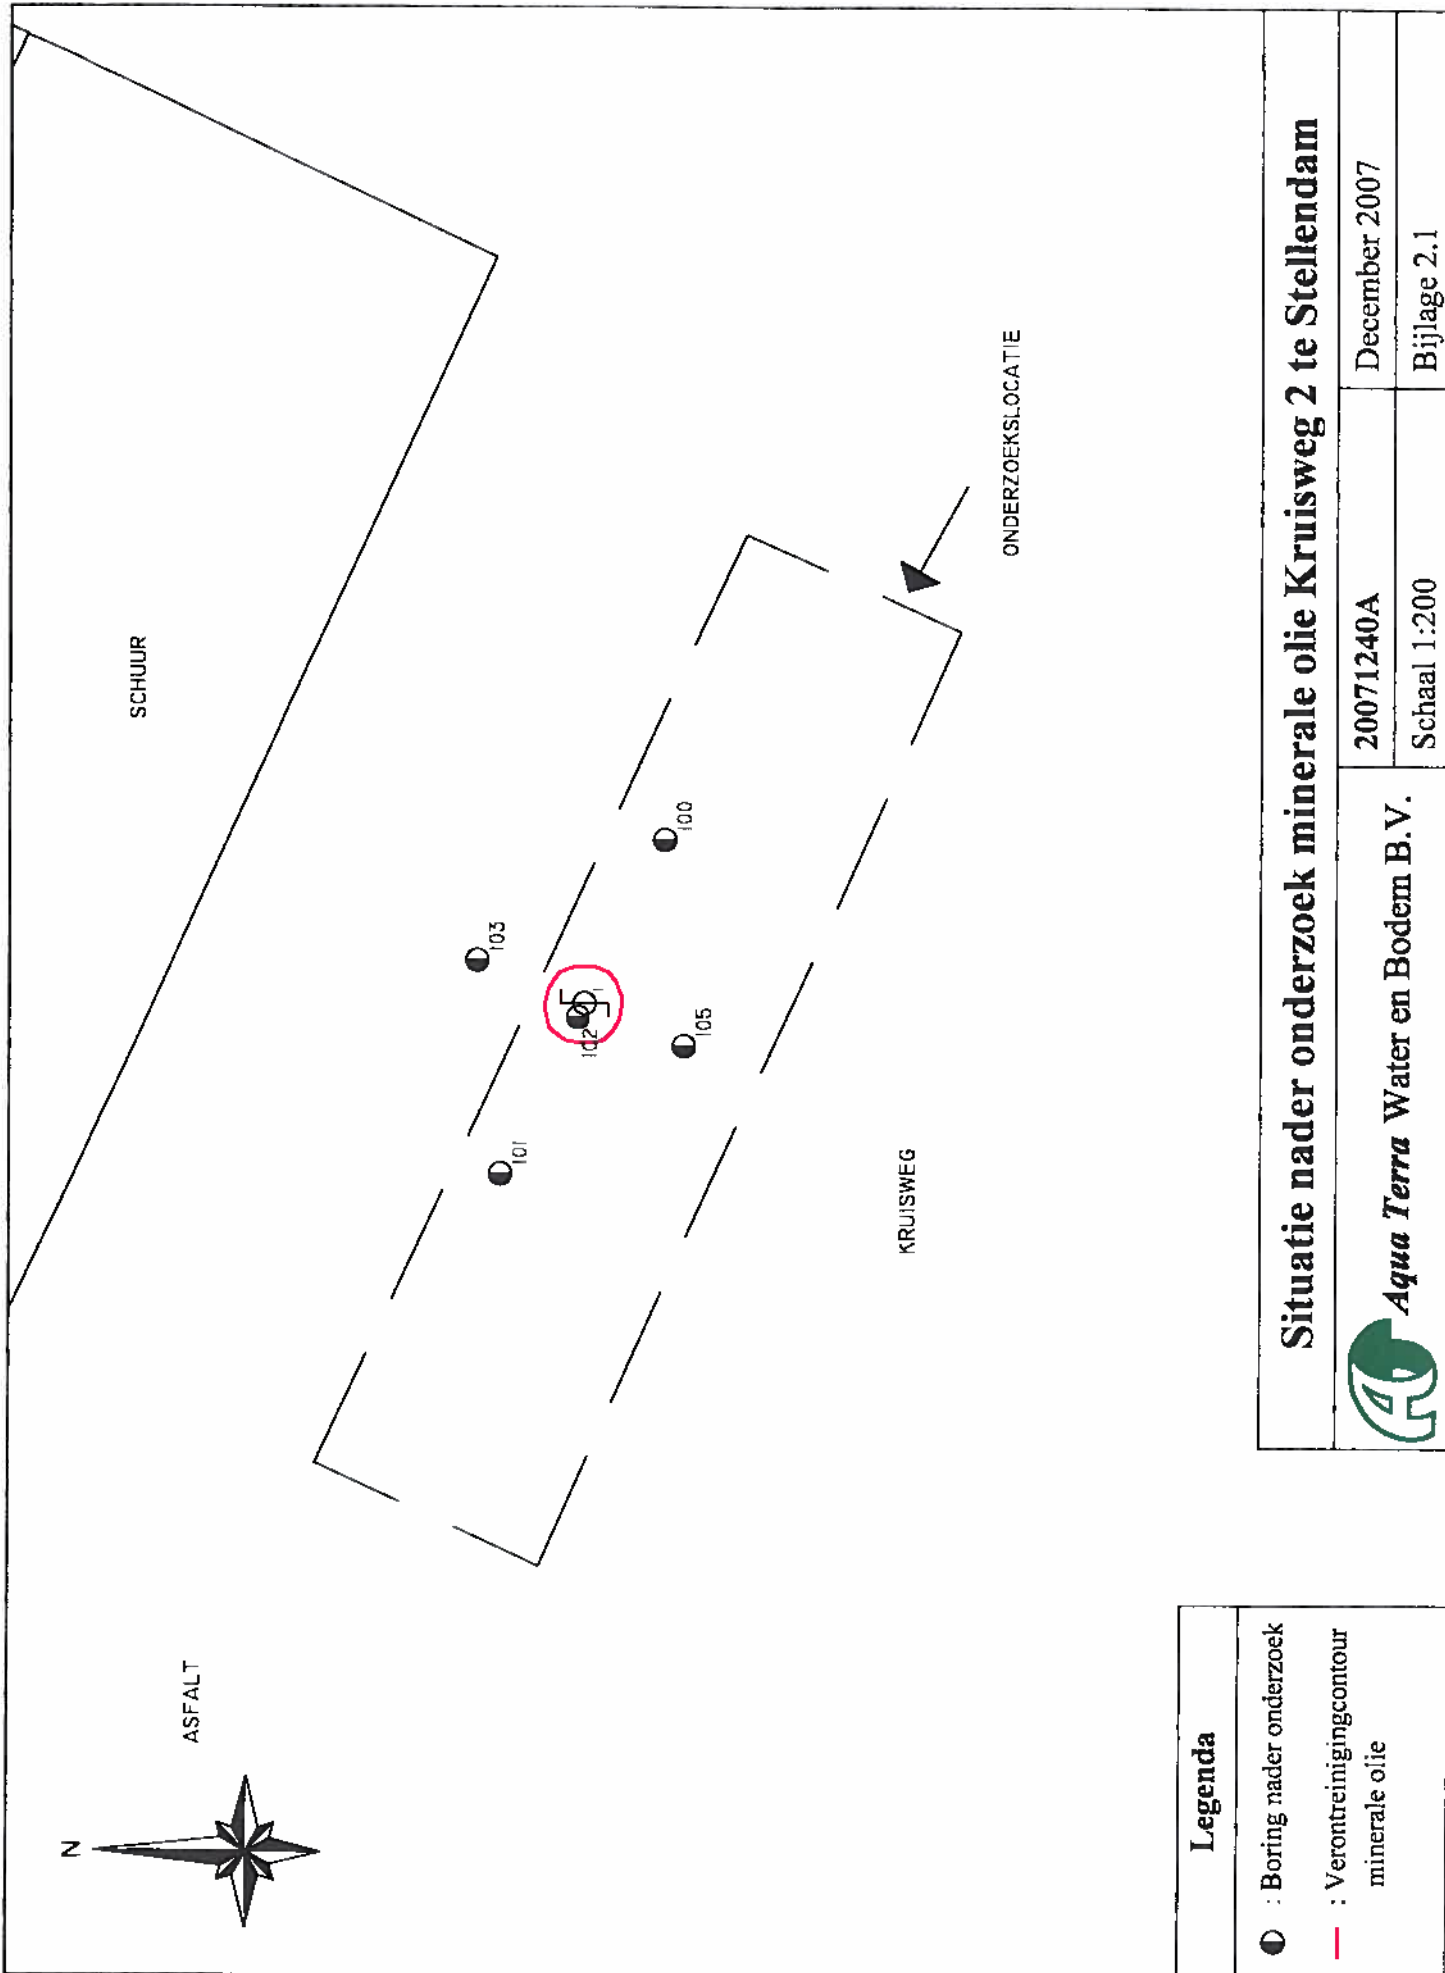 N
ASFALT
SCHUUR
103
101
102
1
100
105
KRUISWEG
ONDERZOEKSLOCATIE
Legenda
: Boring nader onderzoek
: Verontreinigingcontour
minerale olie
Situatie nader onderzoek minerale olie Kruisweg 2 te Stellendam
Aqua Terra Water en Bodem B.V.
20071240A
December 2007
Schaal 1:200
Bijlage 2.1